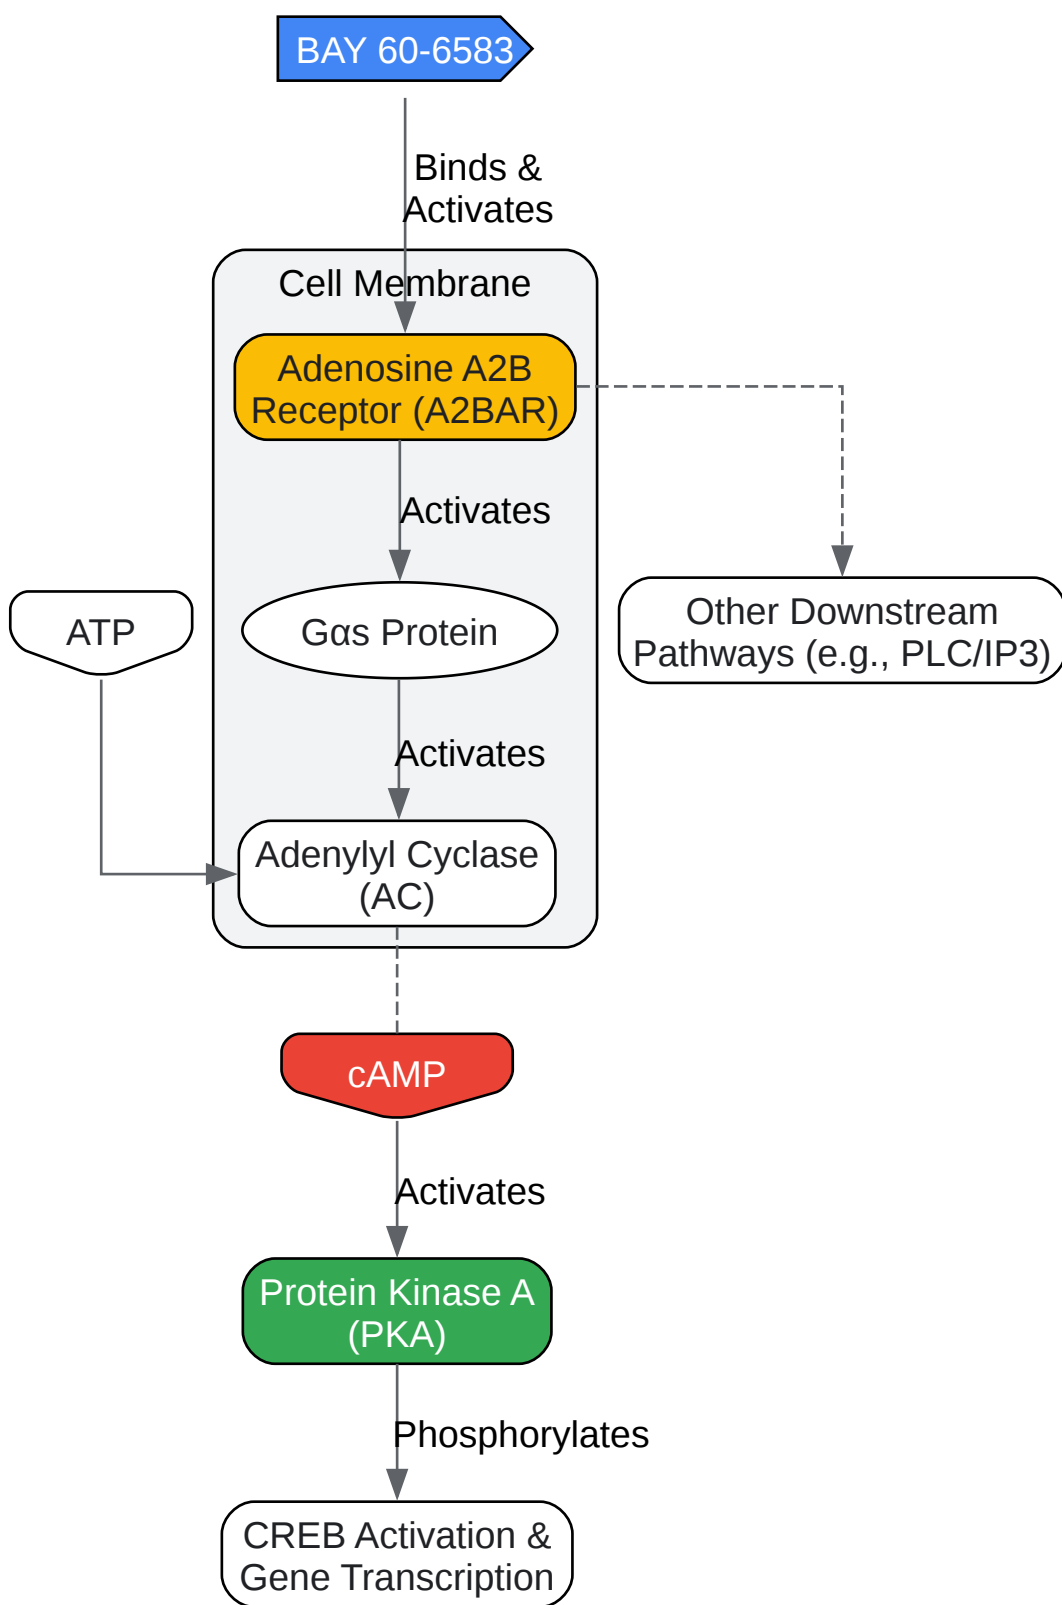 BAY 60-6583
Binds &
Activates
Cell Membrane
Adenosine A2B
Receptor (A2BAR)
Activates
ATP
Gαs Protein
Other Downstream
Pathways (e.g., PLC/IP3)
Activates
Adenylyl Cyclase
(AC)
cAMP
Activates
Protein Kinase A
(PKA)
Phosphorylates
CREB Activation &
Gene Transcription